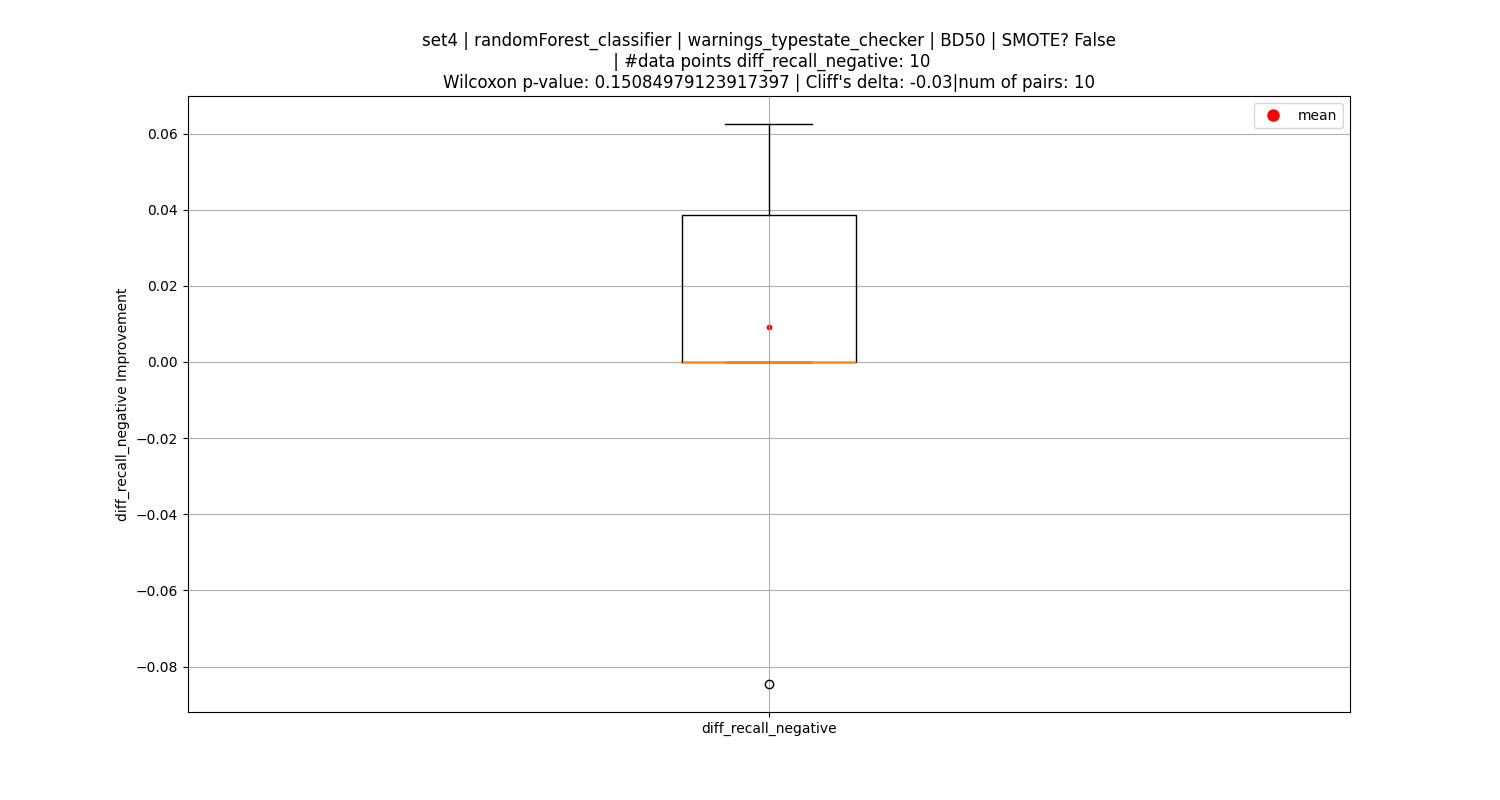 set4 | randomForest_classifier | warnings_typestate_checker | BD50 | SMOTE? False
| #data points diff_recall_negative: 10
Wilcoxon p-value: 0.15084979123917397 | Cliff's delta: -0.03|num of pairs: 10
mean
0.06
0.04
0.02
0.00
−0.02
−0.04
−0.06
−0.08
diff_recall_negative Improvement
diff_recall_negative